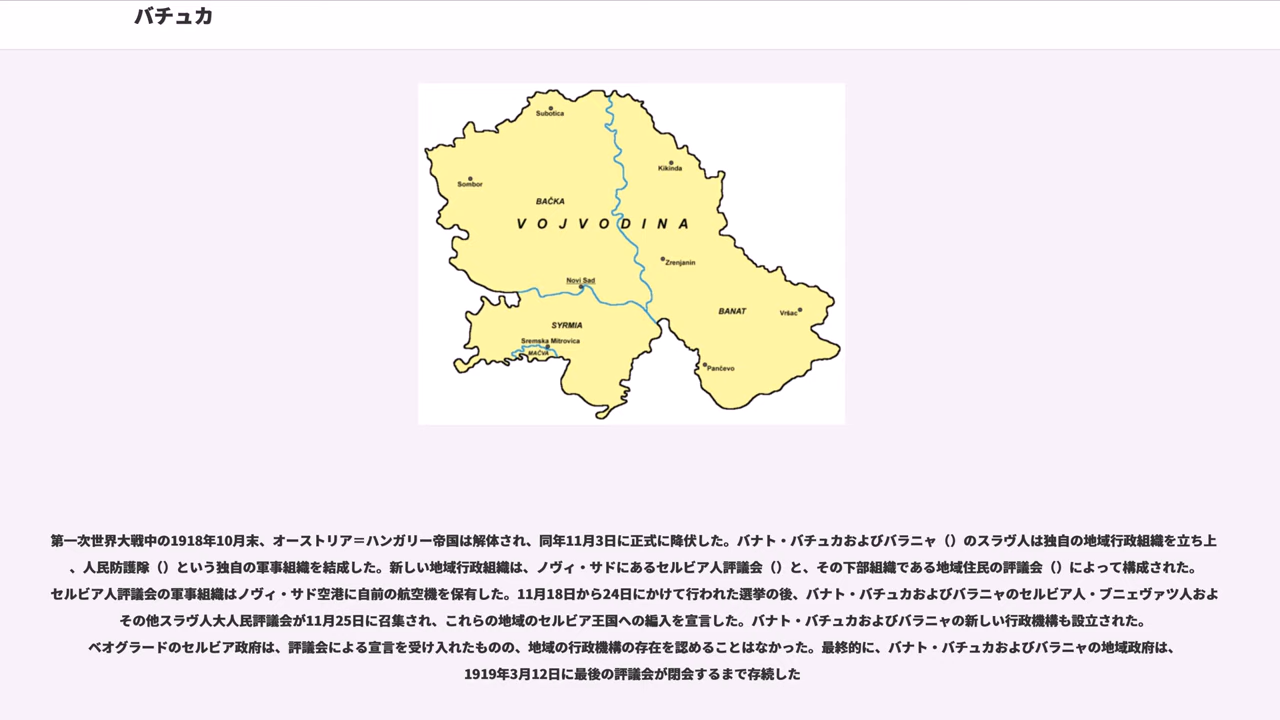 バチュカ
Subotica
Kikinda
Sombor
BAČKA
VOJVODINA
Zrenjanin
Novi Sad
BANAT
Vršac
SYRMIA
Sremska Mitrovica
MAČVA
Pančevo
第一次世界大戦中の1918年10月末、オーストリア＝ハンガリー帝国は解体され、同年11月3日に正式に降伏した。バナト・バチュカおよびバラニャ（）のスラヴ人は独自の地域行政組織を立ち上
、人民防護隊（）という独自の軍事組織を結成した。新しい地域行政組織は、ノヴィ・サドにあるセルビア人評議会（）と、その下部組織である地域住民の評議会（）によって構成された。
セルビア人評議会の軍事組織はノヴィ・サド空港に自前の航空機を保有した。11月18日から24日にかけて行われた選挙の後、バナト・バチュカおよびバラニャのセルビア人・ブニェヴァツ人およ
その他スラヴ人大人民評議会が11月25日に召集され、これらの地域のセルビア王国への編入を宣言した。バナト・バチュカおよびバラニャの新しい行政機構も設立された。
ベオグラードのセルビア政府は、評議会による宣言を受け入れたものの、地域の行政機構の存在を認めることはなかった。最終的に、バナト・バチュカおよびバラニャの地域政府は、
1919年3月12日に最後の評議会が閉会するまで存続した